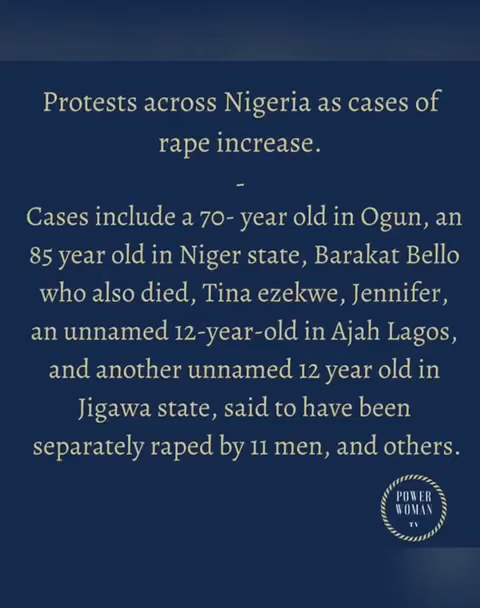 Protests across Nigeria as cases of
rape increase.
-
Cases include a 70- year old in Ogun, an
85 year old in Niger state, Barakat Bello
who also died, Tina ezekwe, Jennifer,
an unnamed 12-year-old in Ajah Lagos,
and another unnamed 12 year old in
Jigawa state, said to have been
separately raped by 11 men, and others.
POWER
WOMAN
TV